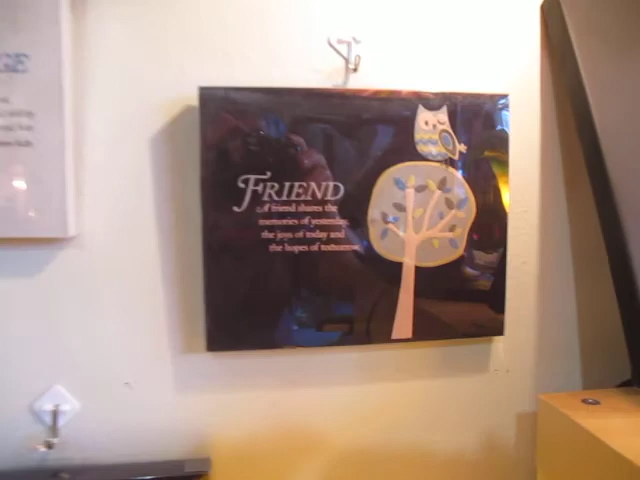 FRIEND
A friend shares the
memories of yesterday,
the joys of today and
the hopes of tomorrow